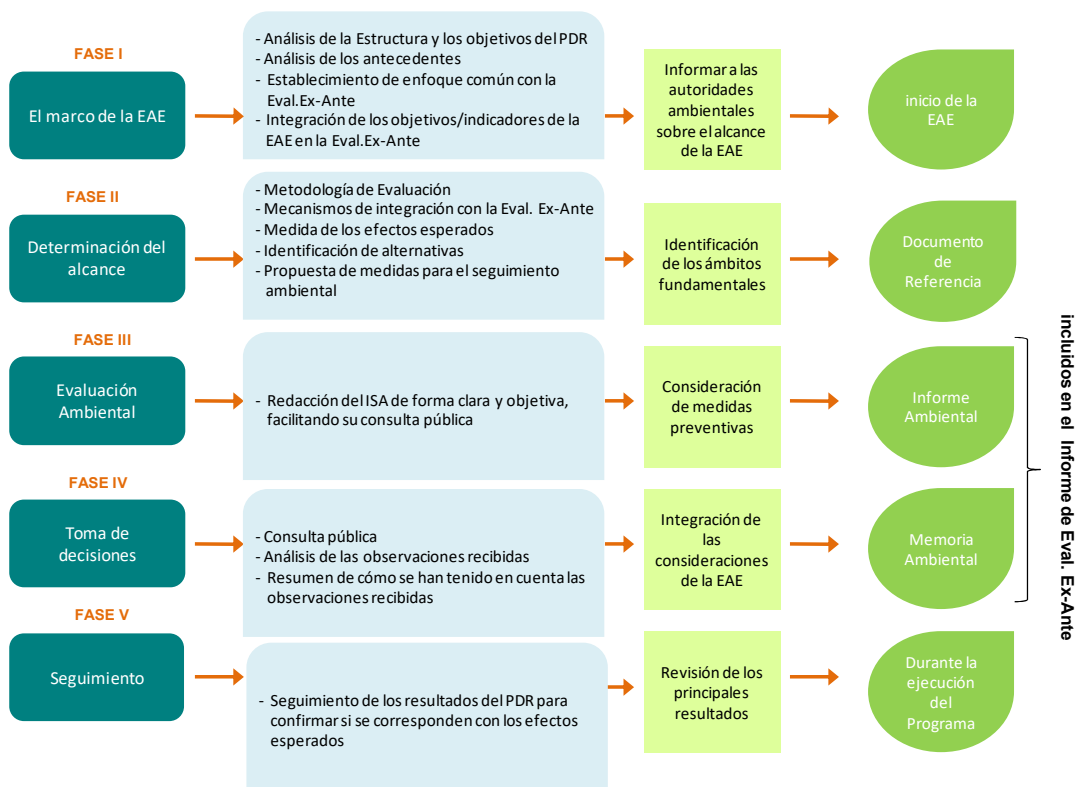 FASE I
El marco de la EAE
- Análisis de la Estructura y los objetivos del PDR
- Análisis de los antecedentes
- Establecimiento de enfoque común con la
Eval.Ex-Ante
- Integración de los objetivos/indicadores de la
EAE en la Eval.Ex-Ante
Informar a las
autoridades
ambientales
sobre el alcance
de la EAE
inicio de la
EAE
FASE II
Determinación del
alcance
- Metodología de Evaluación
- Mecanismos de integración con la Eval. Ex-Ante
- Medida de los efectos esperados
- Identificación de alternativas
- Propuesta de medidas para el seguimiento
ambiental
Identificación
de los ámbitos
fundamentales
Documento
de
Referencia
FASE III
Evaluación
Ambiental
- Redacción del ISA de forma clara y objetiva,
facilitando su consulta pública
Consideración
de medidas
preventivas
Informe
Ambiental
FASE IV
Toma de
decisiones
- Consulta pública
- Análisis de las observaciones recibidas
- Resumen de cómo se han tenido en cuenta las
observaciones recibidas
Integración de
las
consideraciones
de la EAE
Memoria
Ambiental
FASE V
Seguimiento
- Seguimiento de los resultados del PDR para
confirmar si se corresponden con los efectos
esperados
Revisión de los
principales
resultados
Durante la
ejecución
del
Programa
incluidos en el Informe de Eval. Ex-Ante